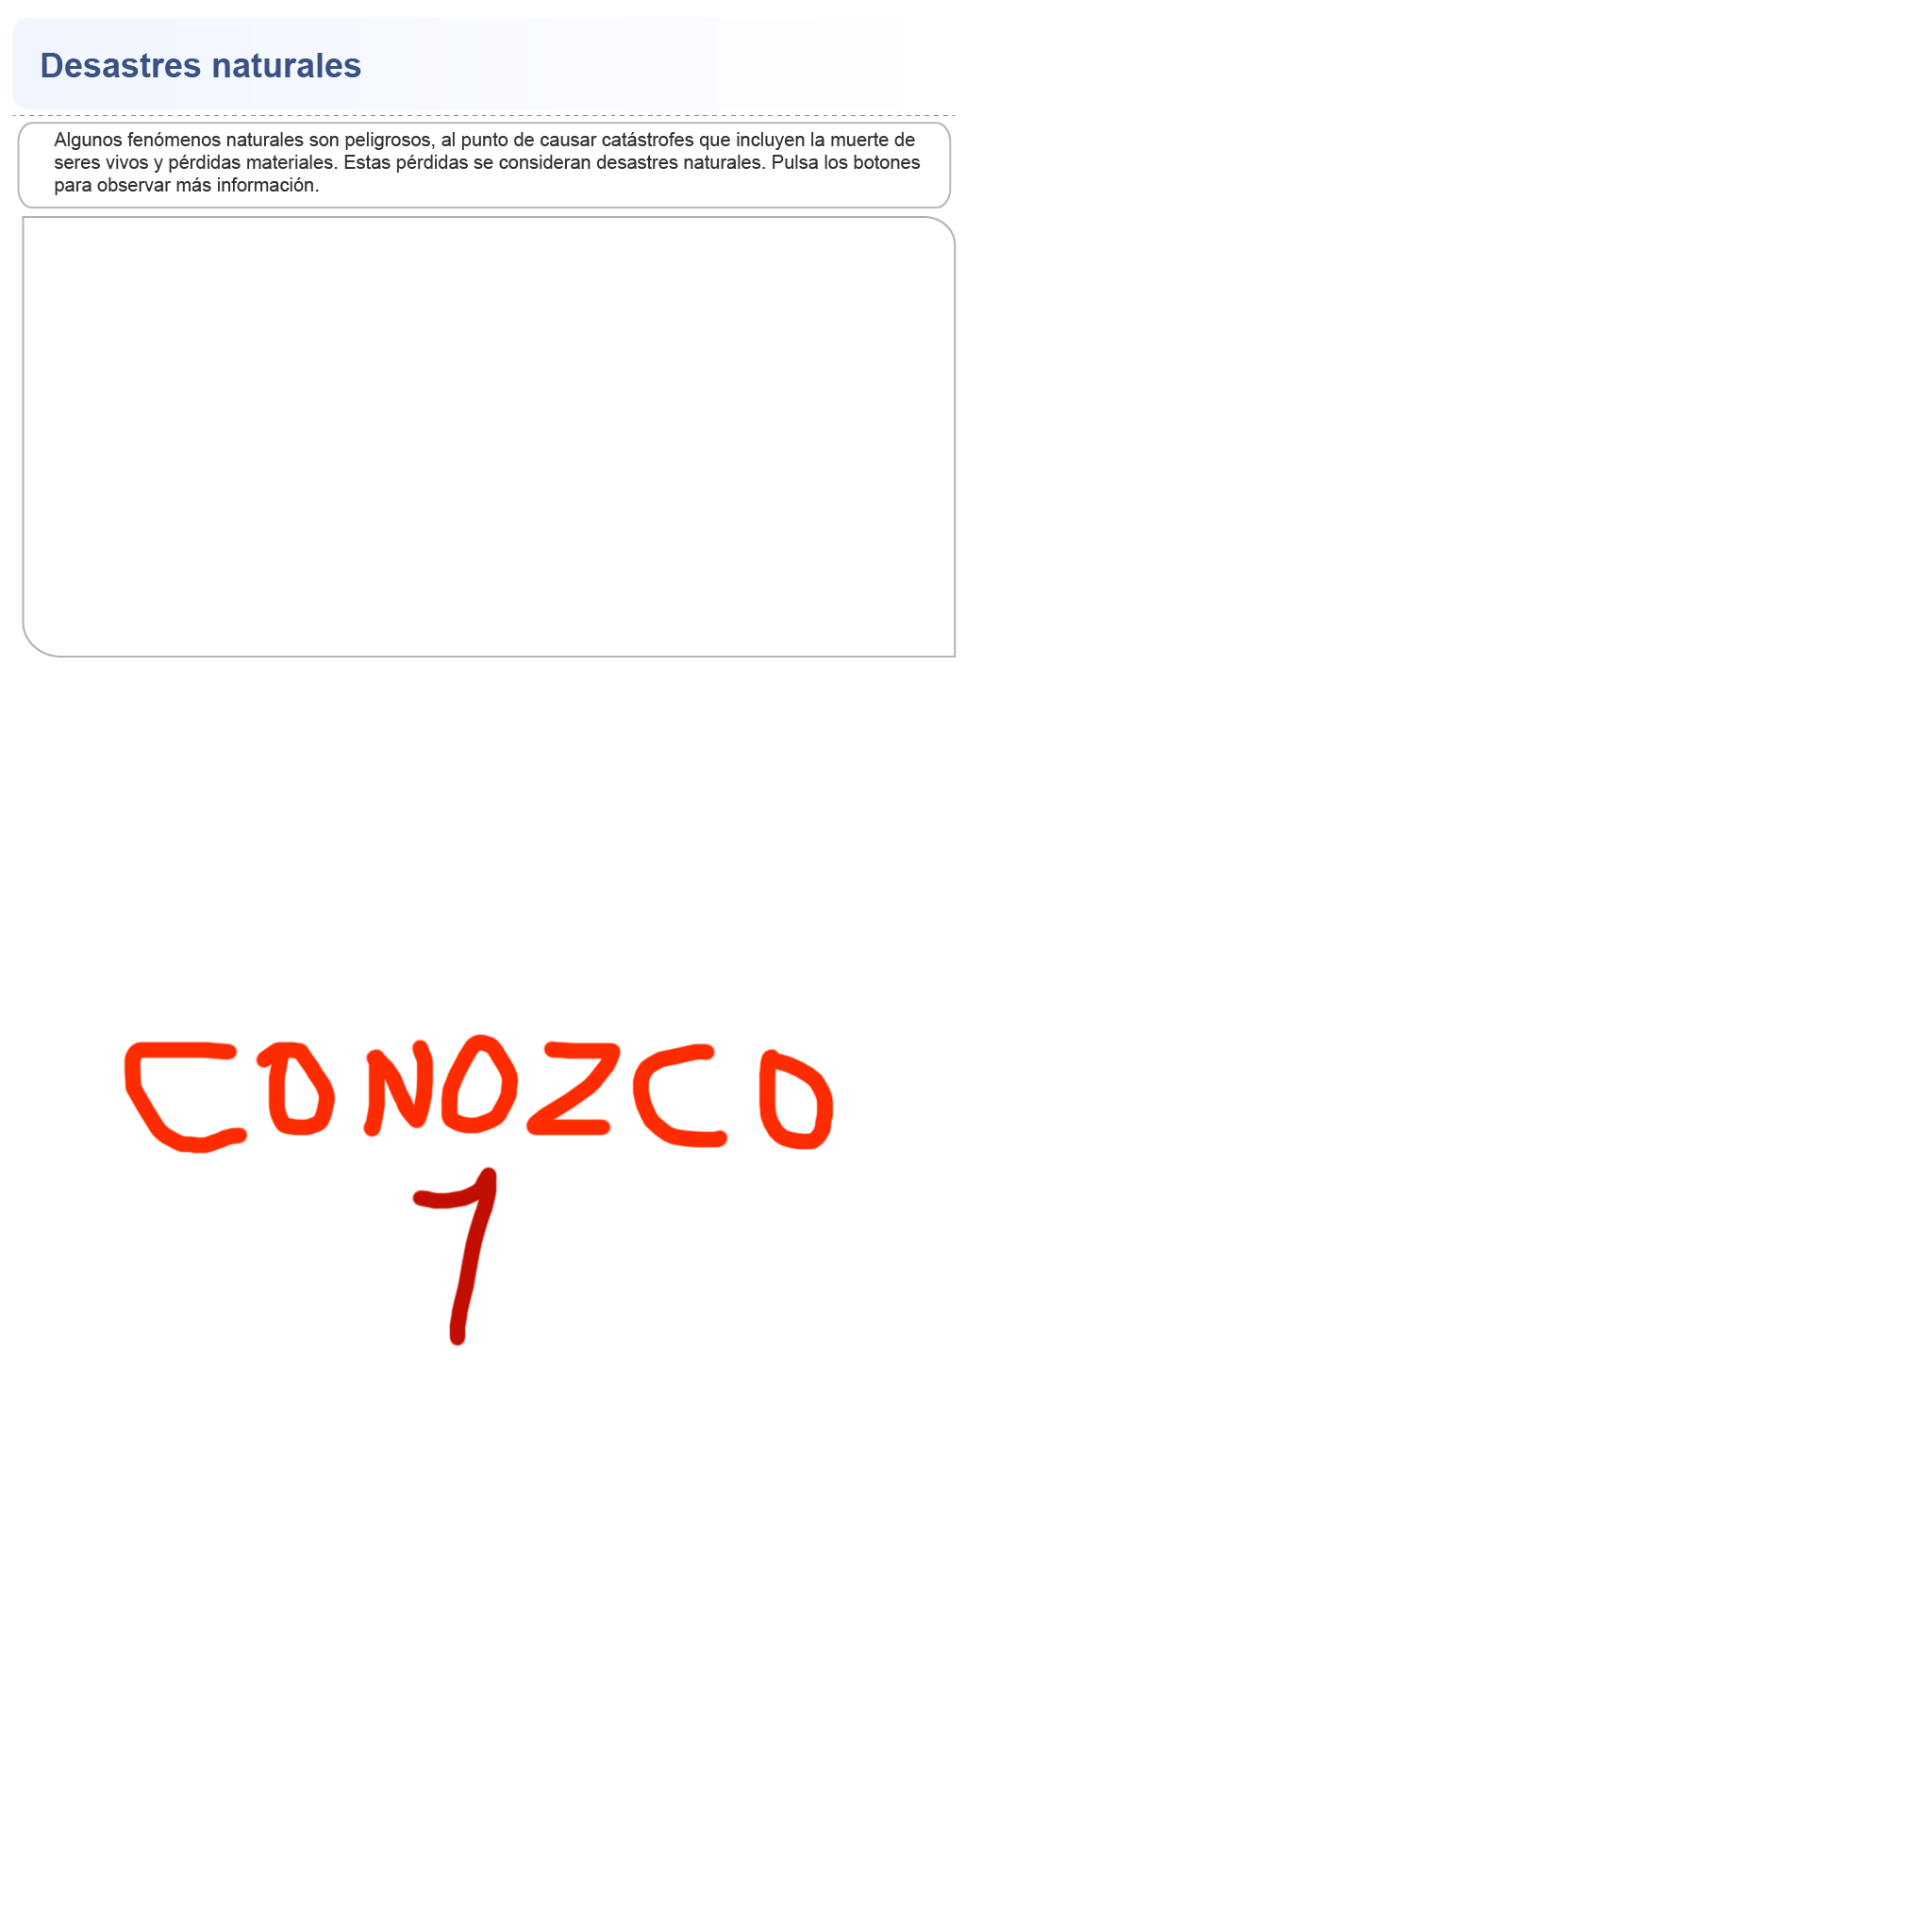 Desastres naturales
Algunos fenómenos naturales son peligrosos, al punto de causar catástrofes que incluyen la muerte de
seres vivos y pérdidas materiales. Estas pérdidas se consideran desastres naturales. Pulsa los botones
para observar más información.
CONOZCO
1